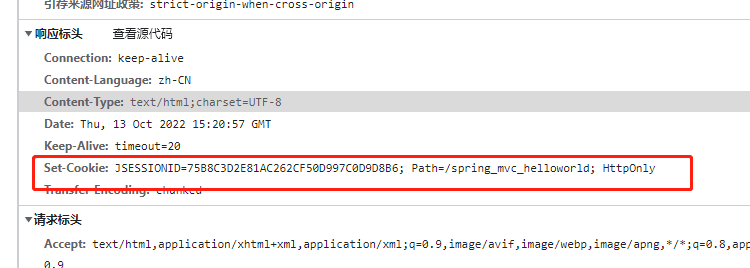 引荐来源网址政策: strict-origin-when-cross-origin
▼响应标头 查看源代码
Connection: keep-alive
Content-Language: zh-CN
Content-Type: text/html;charset=UTF-8
Date: Thu, 13 Oct 2022 15:20:57 GMT
Keep-Alive: timeout=20
Set-Cookie: JSESSIONID=75B8C3D2E81AC262CF50D997C0D9D8B6; Path=/spring_mvc_helloworld; HttpOnly
Transfer-Encoding: chunked
▼请求标头
Accept: text/html,application/xhtml+xml,application/xml;q=0.9,image/avif,image/webp,image/apng,*/*;q=0.8,app
0.9